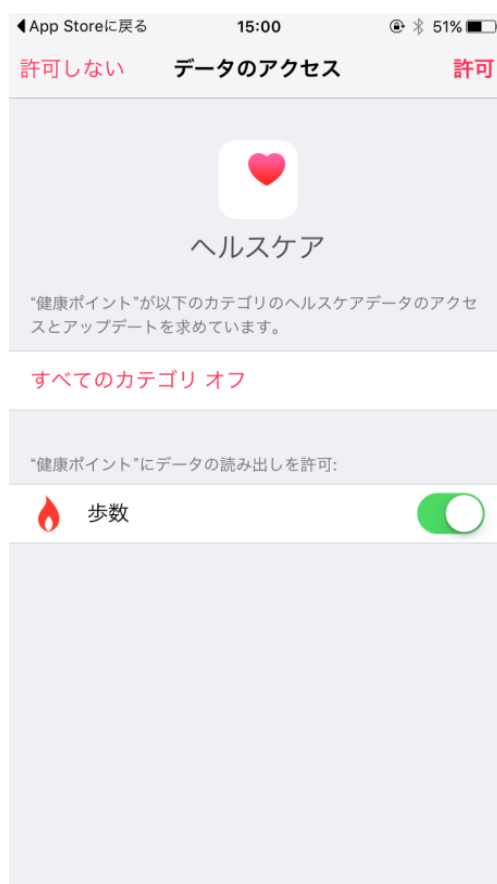 ◀App Storeに戻る 15:00 51%
許可しない データのアクセス 許可
ヘルスケア
“健康ポイント”が以下のカテゴリのヘルスケアデータのアクセ
スとアップデートを求めています。
すべてのカテゴリ オフ
“健康ポイント”にデータの読み出しを許可:
歩数